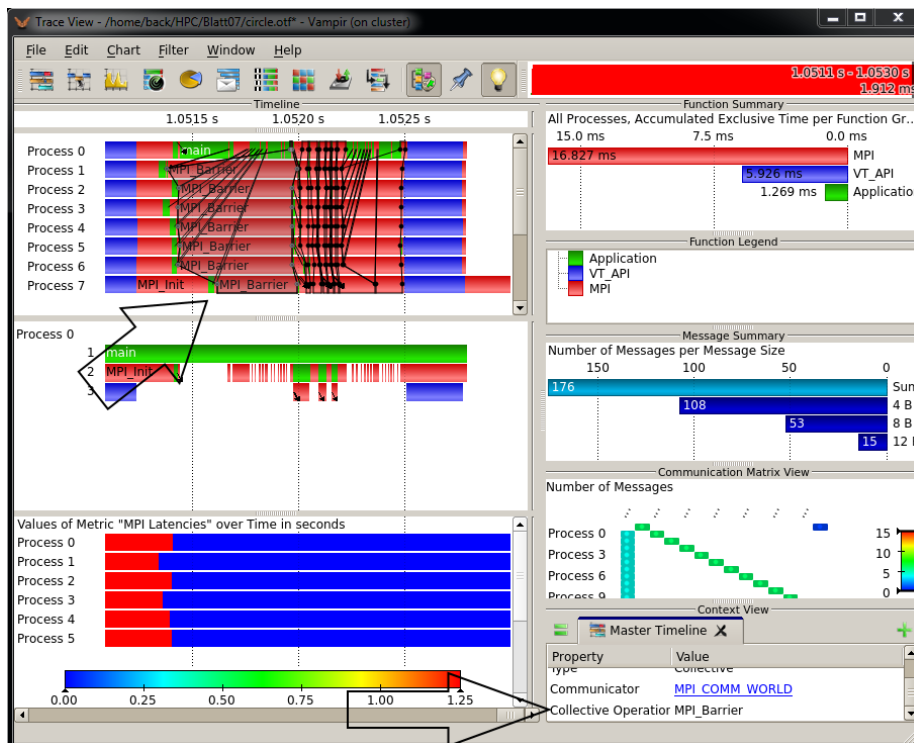 Trace View - /home/back/HPC/Blatt07/circle.otf* - Vampir (on cluster)
File Edit Chart Filter Window Help
1.0511 s - 1.0530 s
1.912 ms
Timeline
1.0515 s 1.0520 s 1.0525 s
Process 0 main
Process 1 MPI_Barrier
Process 2 MPI_Barrier
Process 3 MPI_Barrier
Process 4 MPI_Barrier
Process 5 MPI_Barrier
Process 6 MPI_Barrier
Process 7 MPI_Init MPI_Barrier
Process 0
1 main
2 MPI_Init
3
Values of Metric "MPI Latencies" over Time in seconds
Process 0
Process 1
Process 2
Process 3
Process 4
Process 5
0.00 0.25 0.50 0.75 1.00 1.25
Function Summary
All Processes, Accumulated Exclusive Time per Function Gr...
15.0 ms 7.5 ms 0.0 ms
16.827 ms MPI
5.926 ms VT_API
1.269 ms Application
Function Legend
Application
VT_API
MPI
Message Summary
Number of Messages per Message Size
150 100 50 0
176 Sum
108 4 B
53 8 B
15 12
Communication Matrix View
Number of Messages
Process 0
Process 3
Process 6
Process 9
15
10
5
0
Context View
Master Timeline
Property Value
Type Collective
Communicator MPI_COMM_WORLD
Collective Operation MPI_Barrier